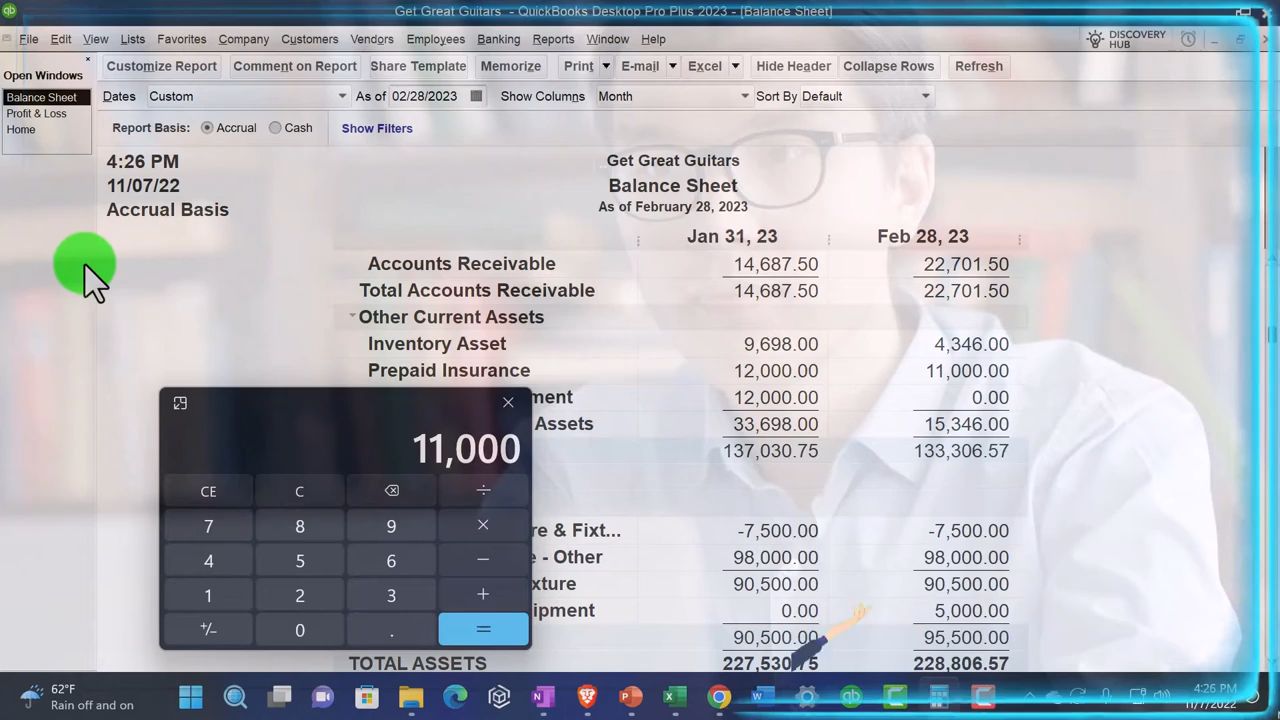 Get Great Guitars - QuickBooks Desktop Pro Plus 2023 - [Balance Sheet]
File Edit View Lists Favorites Company Customers Vendors Employees Banking Reports Window Help
DISCOVERY HUB
Open Windows
Balance Sheet
Profit & Loss
Home
Customize Report Comment on Report Share Template Memorize Print E-mail Excel Hide Header Collapse Rows Refresh
Dates Custom As of 02/28/2023 Show Columns Month Sort By Default
Report Basis: Accrual Cash Show Filters
4:26 PM
11/07/22
Accrual Basis
Get Great Guitars
Balance Sheet
As of February 28, 2023
Jan 31, 23 Feb 28, 23
Accounts Receivable 14,687.50 22,701.50
Total Accounts Receivable 14,687.50 22,701.50
Other Current Assets
Inventory Asset 9,698.00 4,346.00
Prepaid Insurance 12,000.00 11,000.00
ment 12,000.00 0.00
Assets 33,698.00 15,346.00
137,030.75 133,306.57
re & Fixt... -7,500.00 -7,500.00
e - Other 98,000.00 98,000.00
xture 90,500.00 90,500.00
ipment 0.00 5,000.00
90,500.00 95,500.00
TOTAL ASSETS 227,530.75 228,806.57
11,000
CE C ÷
7 8 9 ×
4 5 6 −
1 2 3 +
+/− 0 . =
62°F
Rain off and on
4:26 PM
11/7/2022